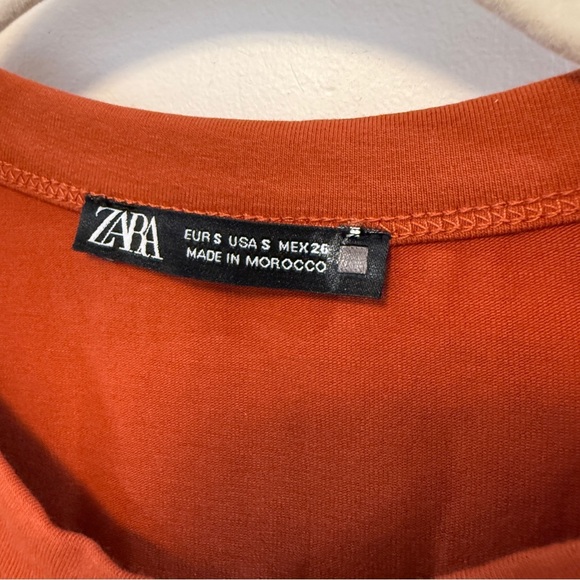 ZARA
EUR S USA S MEX 26
MADE IN MOROCCO